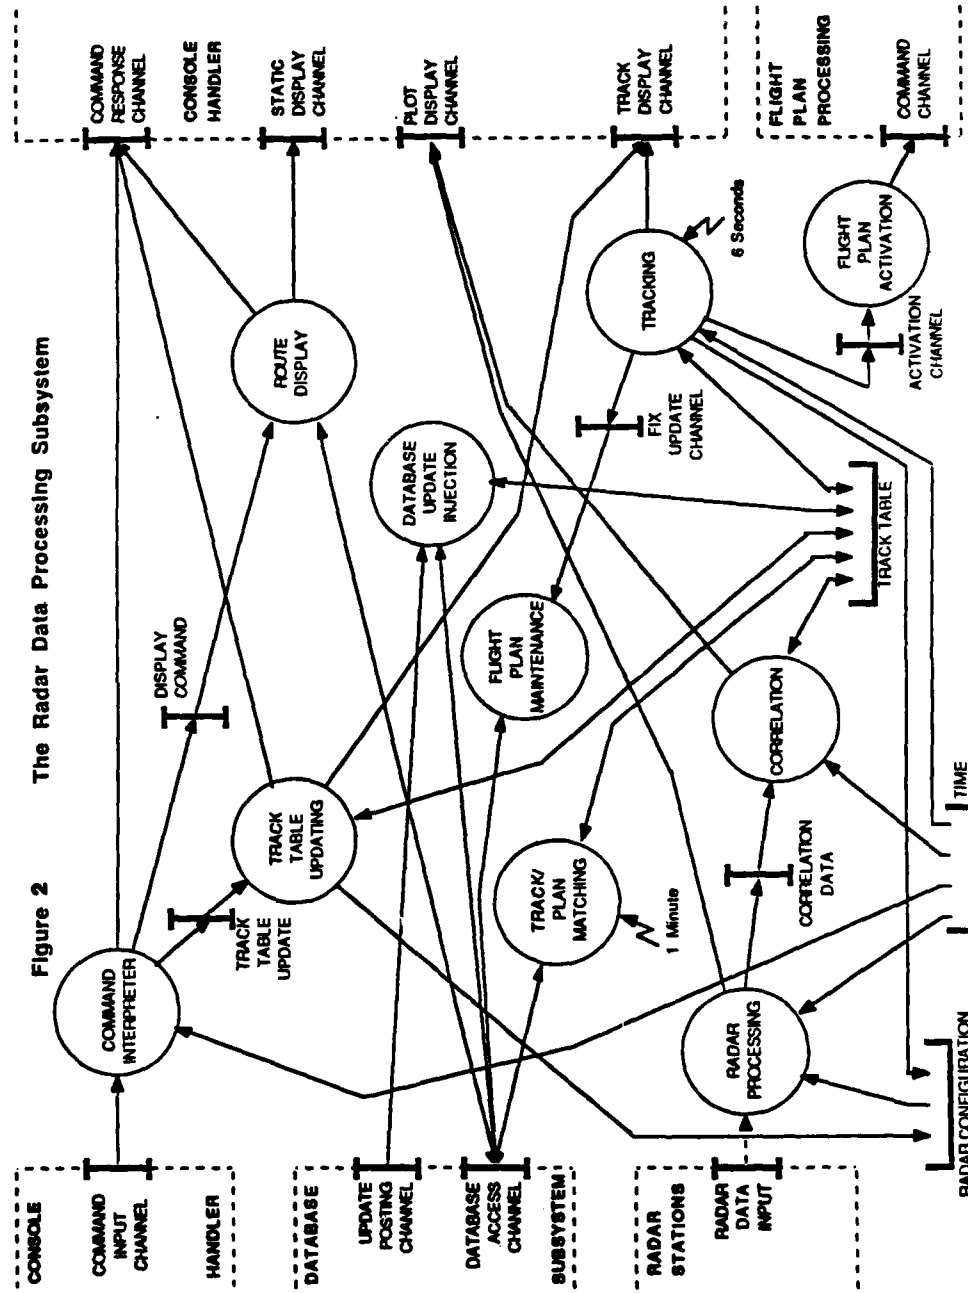 Figure 2 The Radar Data Processing Subsystem
CONSOLE
COMMAND
INPUT
CHANNEL
HANDLER
COMMAND
INTERPRETER
DISPLAY
COMMAND
TRACK
TABLE
UPDATE
TRACK
TABLE
UPDATING
ROUTE
DISPLAY
COMMAND
RESPONSE
CHANNEL
CONSOLE
HANDLER
STATIC
DISPLAY
CHANNEL
PLOT
DISPLAY
CHANNEL
TRACK
DISPLAY
CHANNEL
DATABASE
UPDATE
POSTING
CHANNEL
DATABASE
ACCESS
CHANNEL
SUBSYSTEM
DATABASE
UPDATE
INJECTION
FLIGHT
PLAN
MAINTENANCE
TRACK/
PLAN
MATCHING
1 Minute
FIX
UPDATE
CHANNEL
TRACKING
6 Seconds
FLIGHT
PLAN
PROCESSING
COMMAND
CHANNEL
FLIGHT
PLAN
ACTIVATION
ACTIVATION
CHANNEL
RADAR
STATIONS
RADAR
DATA
INPUT
RADAR
PROCESSING
CORRELATION
DATA
CORRELATION
TRACK TABLE
RADAR CONFIGURATION
TIME